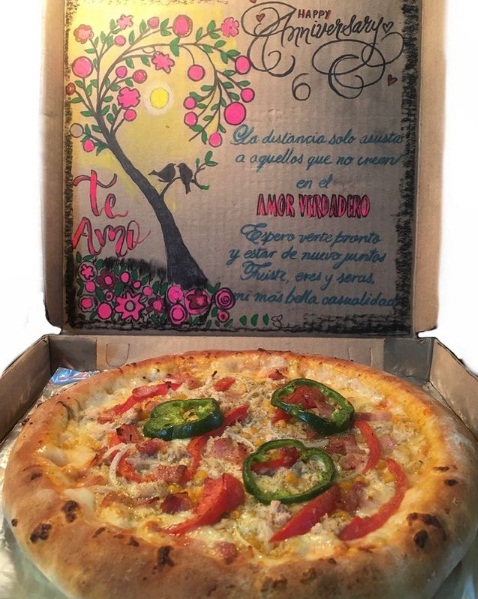 HAPPY
Anniversary
6
La distancia solo asusta
a aquellos que no creen
en el
AMOR VERDADERO
te
Amo
Espero verte pronto
y estar de nuevo juntos
Fuiste, eres y seras,
mi más bella casualidad